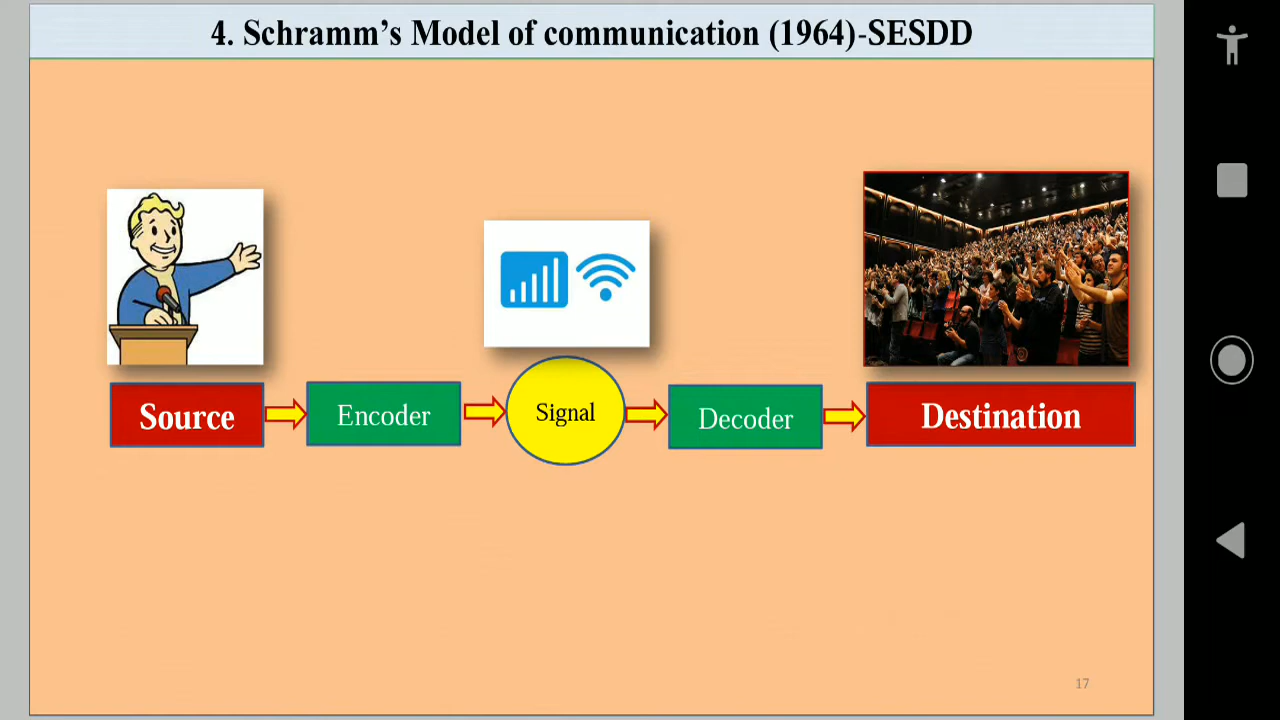 4. Schramm’s Model of communication (1964)-SESDD
Source
Encoder
Signal
Decoder
Destination
17